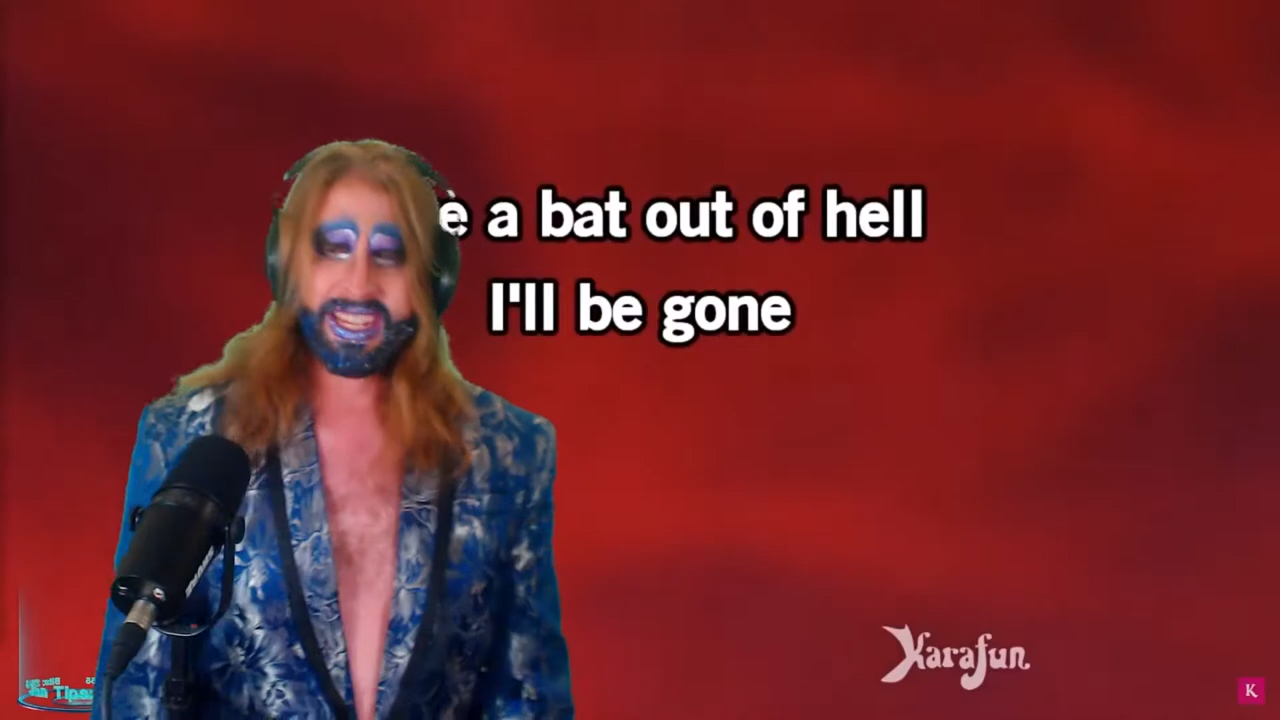 a bat out of hell
I'll be gone
Karafun
K